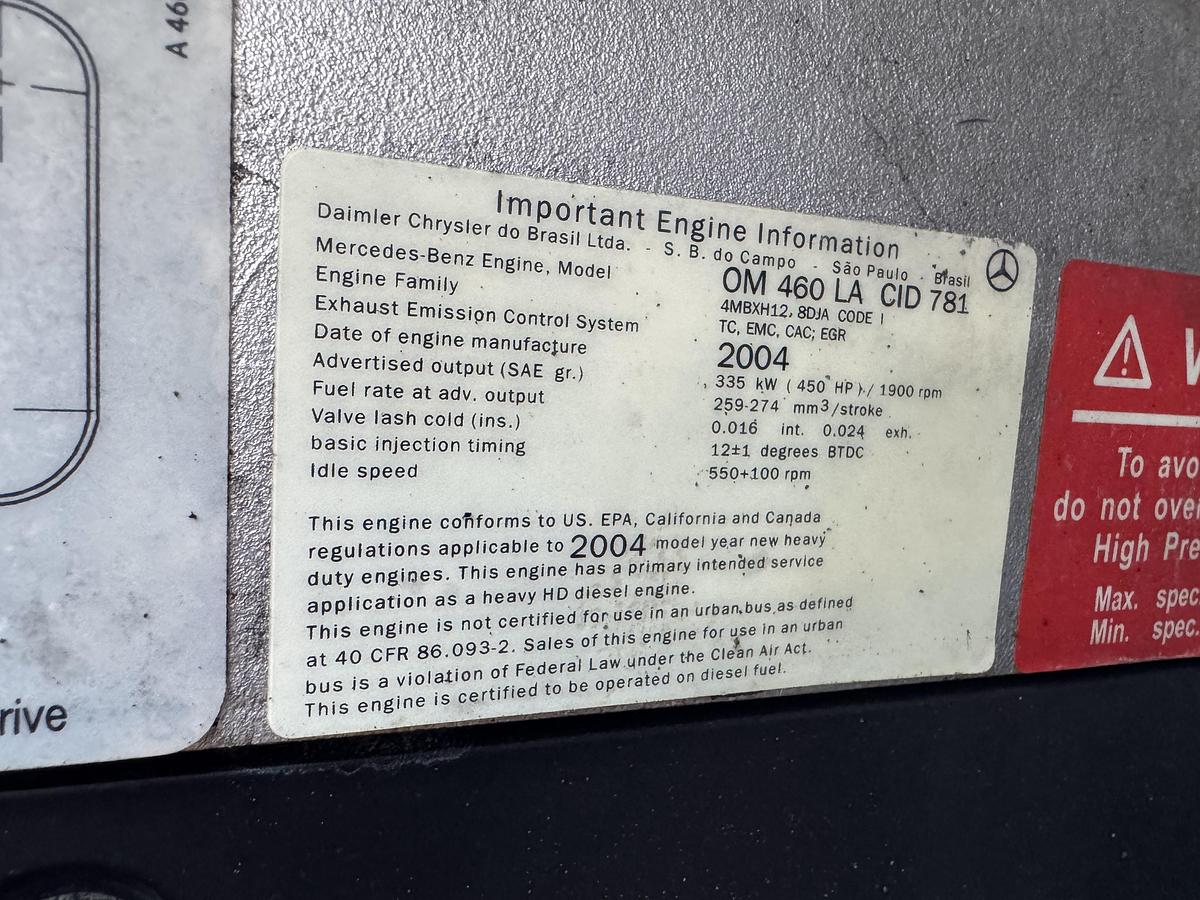 A 46
rive
Important Engine Information
Daimler Chrysler do Brasil Ltda. - S. B. do Campo - São Paulo - Brasil
Mercedes-Benz Engine, Model OM 460 LA CID 781
Engine Family 4MBXH12, 8DJA CODE I
Exhaust Emission Control System TC, EMC, CAC; EGR
Date of engine manufacture 2004
Advertised output (SAE gr.) 335 kW ( 450 HP ) / 1900 rpm
Fuel rate at adv. output 259-274 mm3/stroke
Valve lash cold (ins.) 0.016 int. 0.024 exh.
basic injection timing 12±1 degrees BTDC
Idle speed 550+100 rpm
This engine conforms to US. EPA, California and Canada
regulations applicable to 2004 model year new heavy
duty engines. This engine has a primary intended service
application as a heavy HD diesel engine.
This engine is not certified for use in an urban bus as defined
at 40 CFR 86.093-2. Sales of this engine for use in an urban
bus is a violation of Federal Law under the Clean Air Act.
This engine is certified to be operated on diesel fuel.
To avo
do not over
High Pre
Max. spec.
Min. spec.